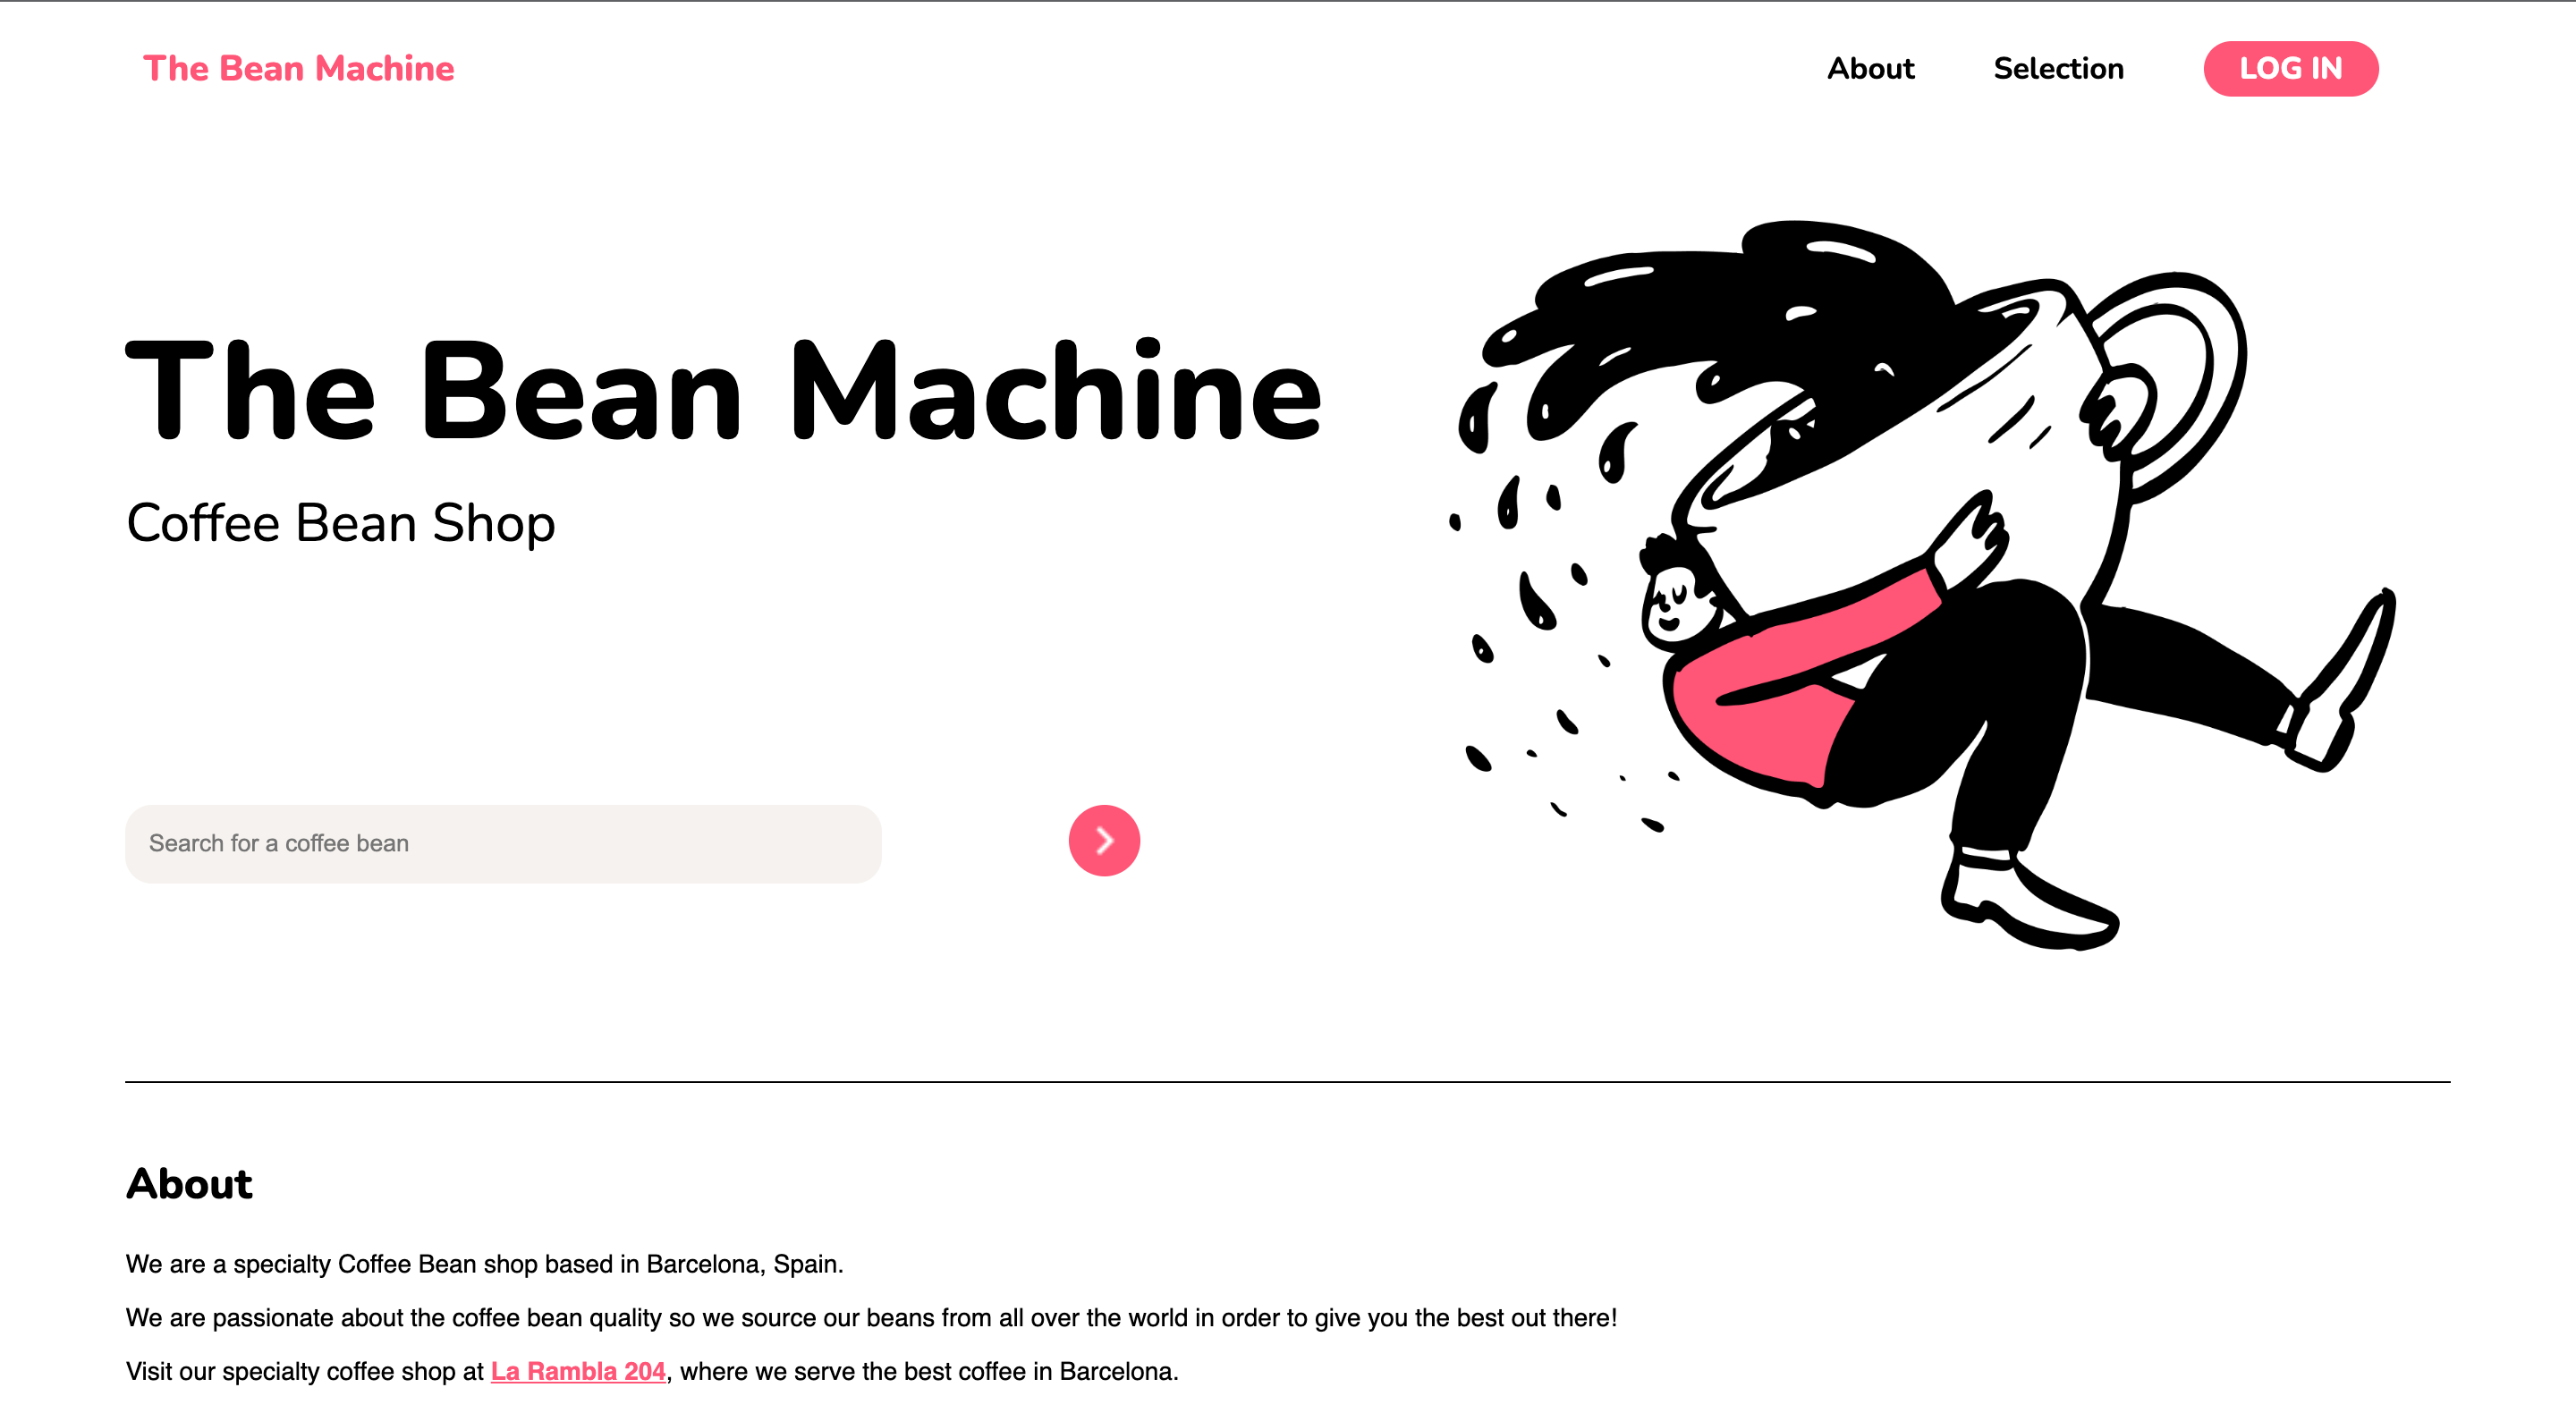 The Bean Machine
About
Selection
LOG IN
The Bean Machine
Coffee Bean Shop
Search for a coffee bean
About
We are a specialty Coffee Bean shop based in Barcelona, Spain.
We are passionate about the coffee bean quality so we source our beans from all over the world in order to give you the best out there!
Visit our specialty coffee shop at La Rambla 204, where we serve the best coffee in Barcelona.